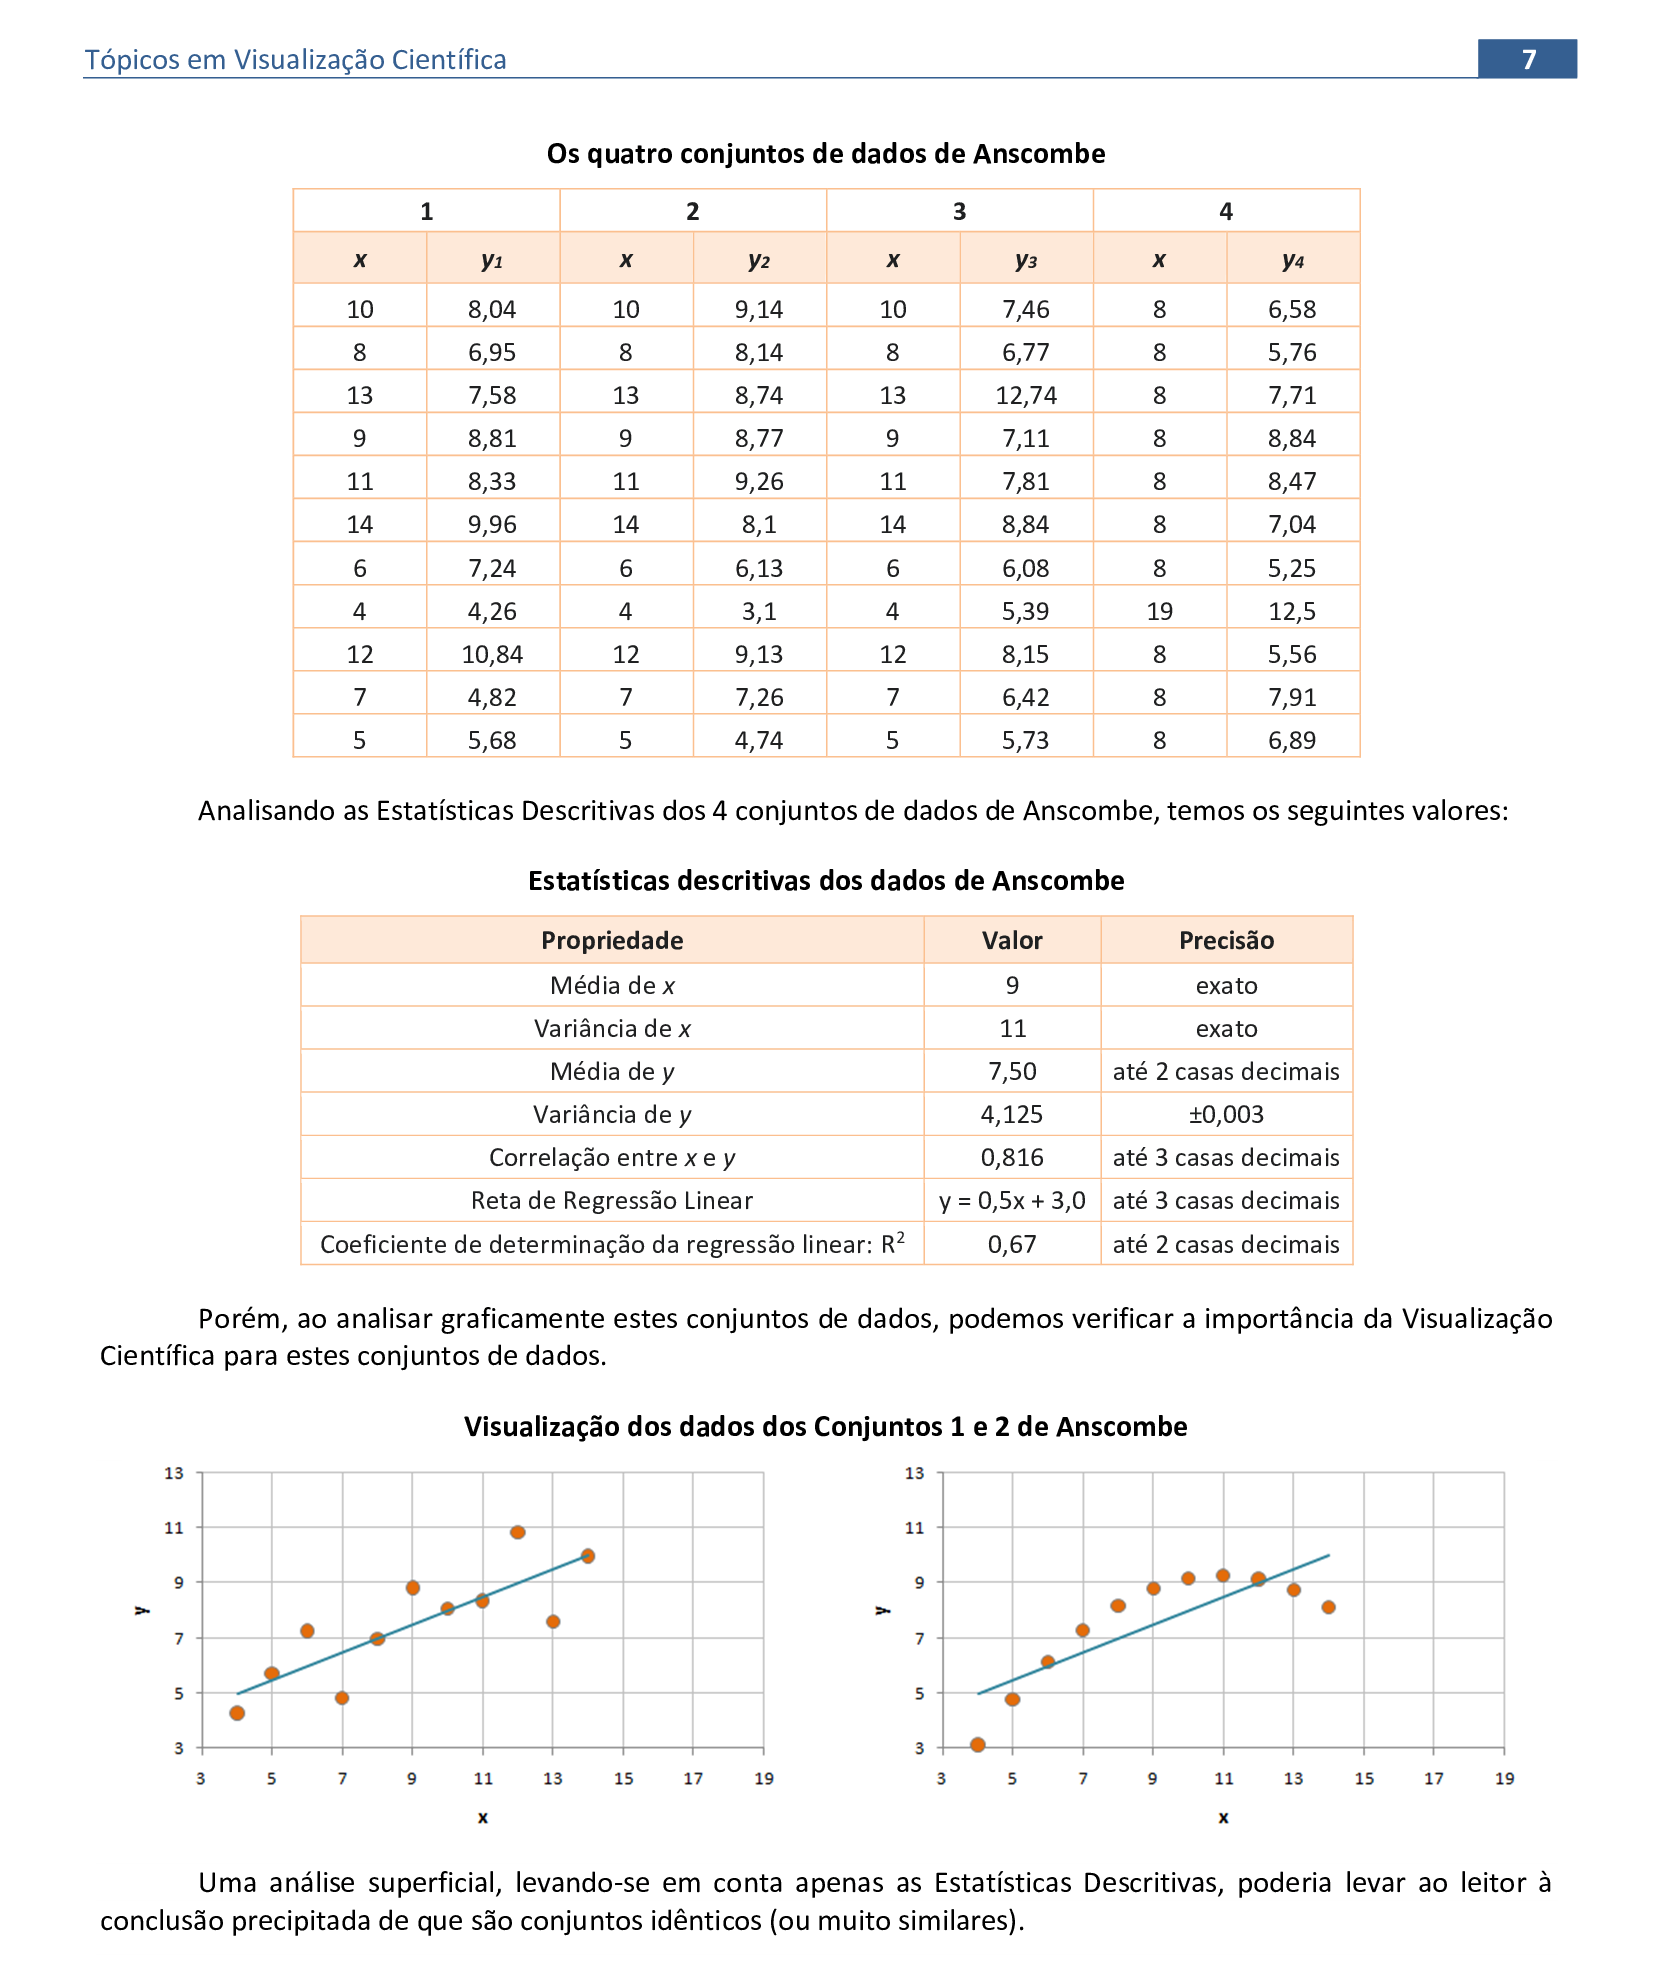 Tópicos em Visualização Científica 7
Os quatro conjuntos de dados de Anscombe
1 2 3 4
x y1 x y2 x y3 x y4
10 8,04 10 9,14 10 7,46 8 6,58
8 6,95 8 8,14 8 6,77 8 5,76
13 7,58 13 8,74 13 12,74 8 7,71
9 8,81 9 8,77 9 7,11 8 8,84
11 8,33 11 9,26 11 7,81 8 8,47
14 9,96 14 8,1 14 8,84 8 7,04
6 7,24 6 6,13 6 6,08 8 5,25
4 4,26 4 3,1 4 5,39 19 12,5
12 10,84 12 9,13 12 8,15 8 5,56
7 4,82 7 7,26 7 6,42 8 7,91
5 5,68 5 4,74 5 5,73 8 6,89
Analisando as Estatísticas Descritivas dos 4 conjuntos de dados de Anscombe, temos os seguintes valores:
Estatísticas descritivas dos dados de Anscombe
Propriedade Valor Precisão
Média de x 9 exato
Variância de x 11 exato
Média de y 7,50 até 2 casas decimais
Variância de y 4,125 ±0,003
Correlação entre x e y 0,816 até 3 casas decimais
Reta de Regressão Linear y = 0,5x + 3,0 até 3 casas decimais
Coeficiente de determinação da regressão linear: R² 0,67 até 2 casas decimais
Porém, ao analisar graficamente estes conjuntos de dados, podemos verificar a importância da Visualização
Científica para estes conjuntos de dados.
Visualização dos dados dos Conjuntos 1 e 2 de Anscombe
13
11
9
y
7
5
3
3 5 7 9 11 13 15 17 19
x
13
11
9
y
7
5
3
3 5 7 9 11 13 15 17 19
x
Uma análise superficial, levando-se em conta apenas as Estatísticas Descritivas, poderia levar ao leitor à
conclusão precipitada de que são conjuntos idênticos (ou muito similares).